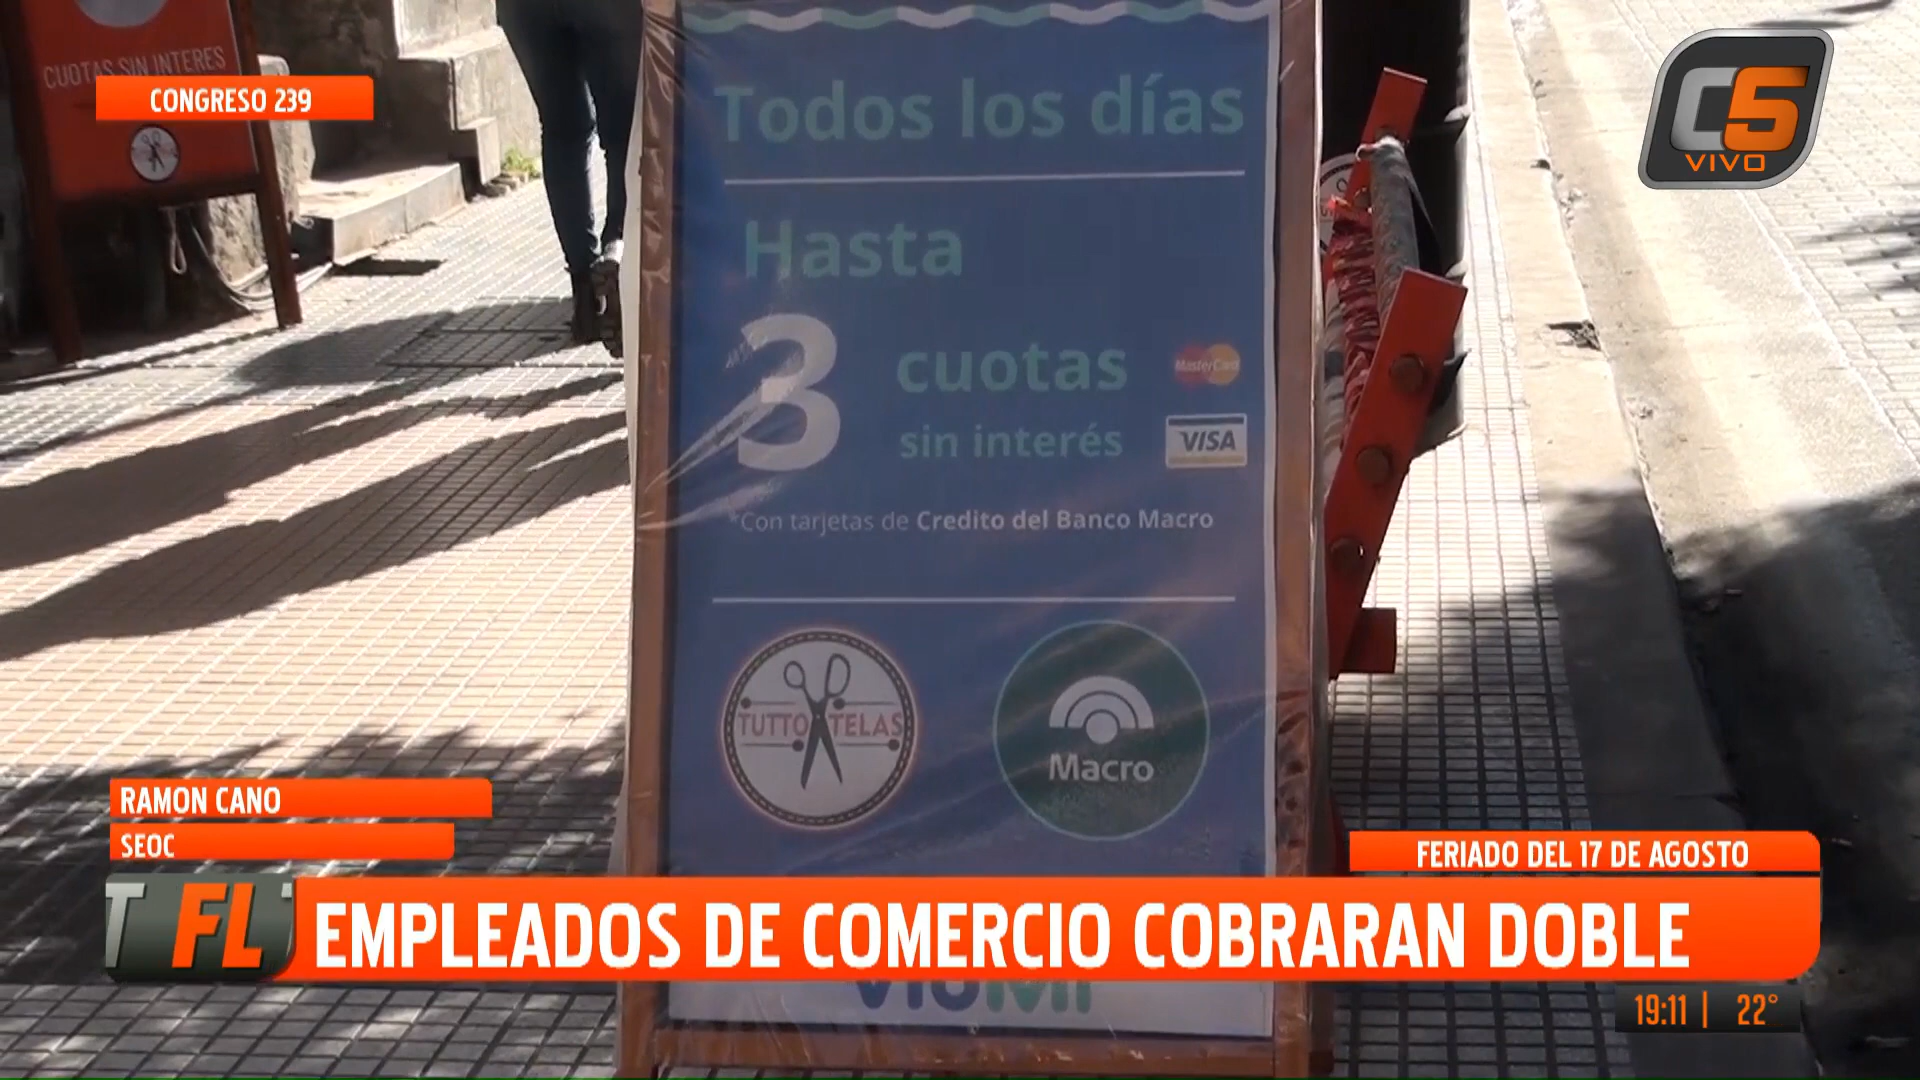 CUOTAS SIN INTERES
CONGRESO 239
C5
VIVO
Todos los días
Hasta
3 cuotas
sin interés
MasterCard
VISA
*Con tarjetas de Credito del Banco Macro
TUTTO TELAS
Macro
RAMON CANO
SEOC
FERIADO DEL 17 DE AGOSTO
T FL T
EMPLEADOS DE COMERCIO COBRARAN DOBLE
19:11 | 22°